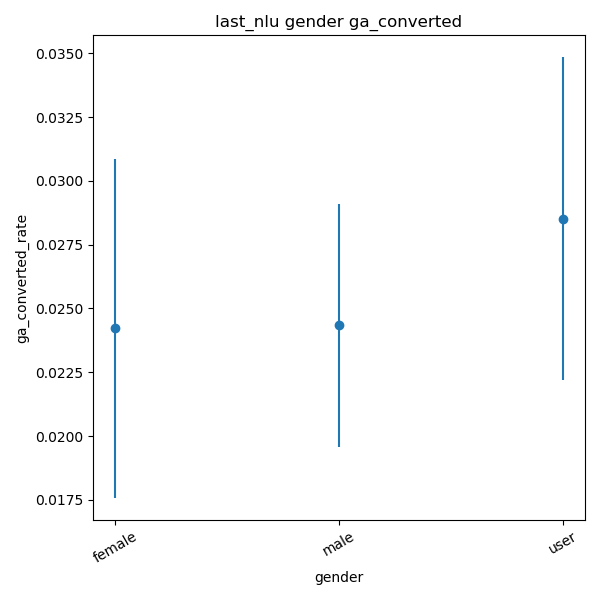 last_nlu gender ga_converted
0.0350
0.0325
0.0300
0.0275
0.0250
0.0225
0.0200
0.0175
ga_converted_rate
female
male
user
gender